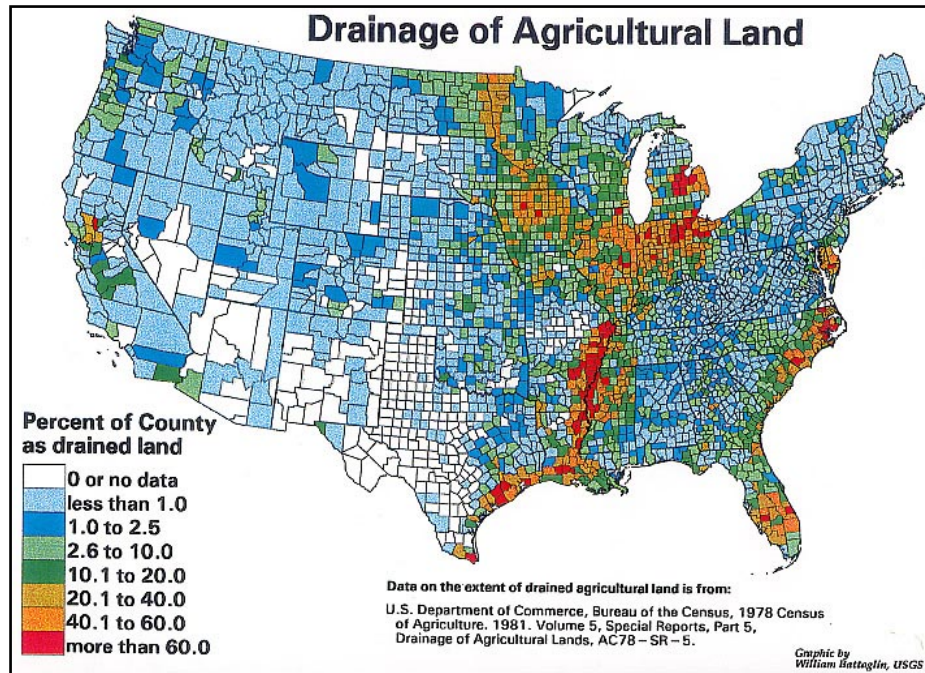 Drainage of Agricultural Land
Percent of County
as drained land
0 or no data
less than 1.0
1.0 to 2.5
2.6 to 10.0
10.1 to 20.0
20.1 to 40.0
40.1 to 60.0
more than 60.0
Data on the extent of drained agricultural land is from:
U.S. Department of Commerce, Bureau of the Census, 1978 Census
of Agriculture. 1981. Volume 5, Special Reports, Part 5,
Drainage of Agricultural Lands, AC78 – SR – 5.
Graphic by
William Battaglin, USGS